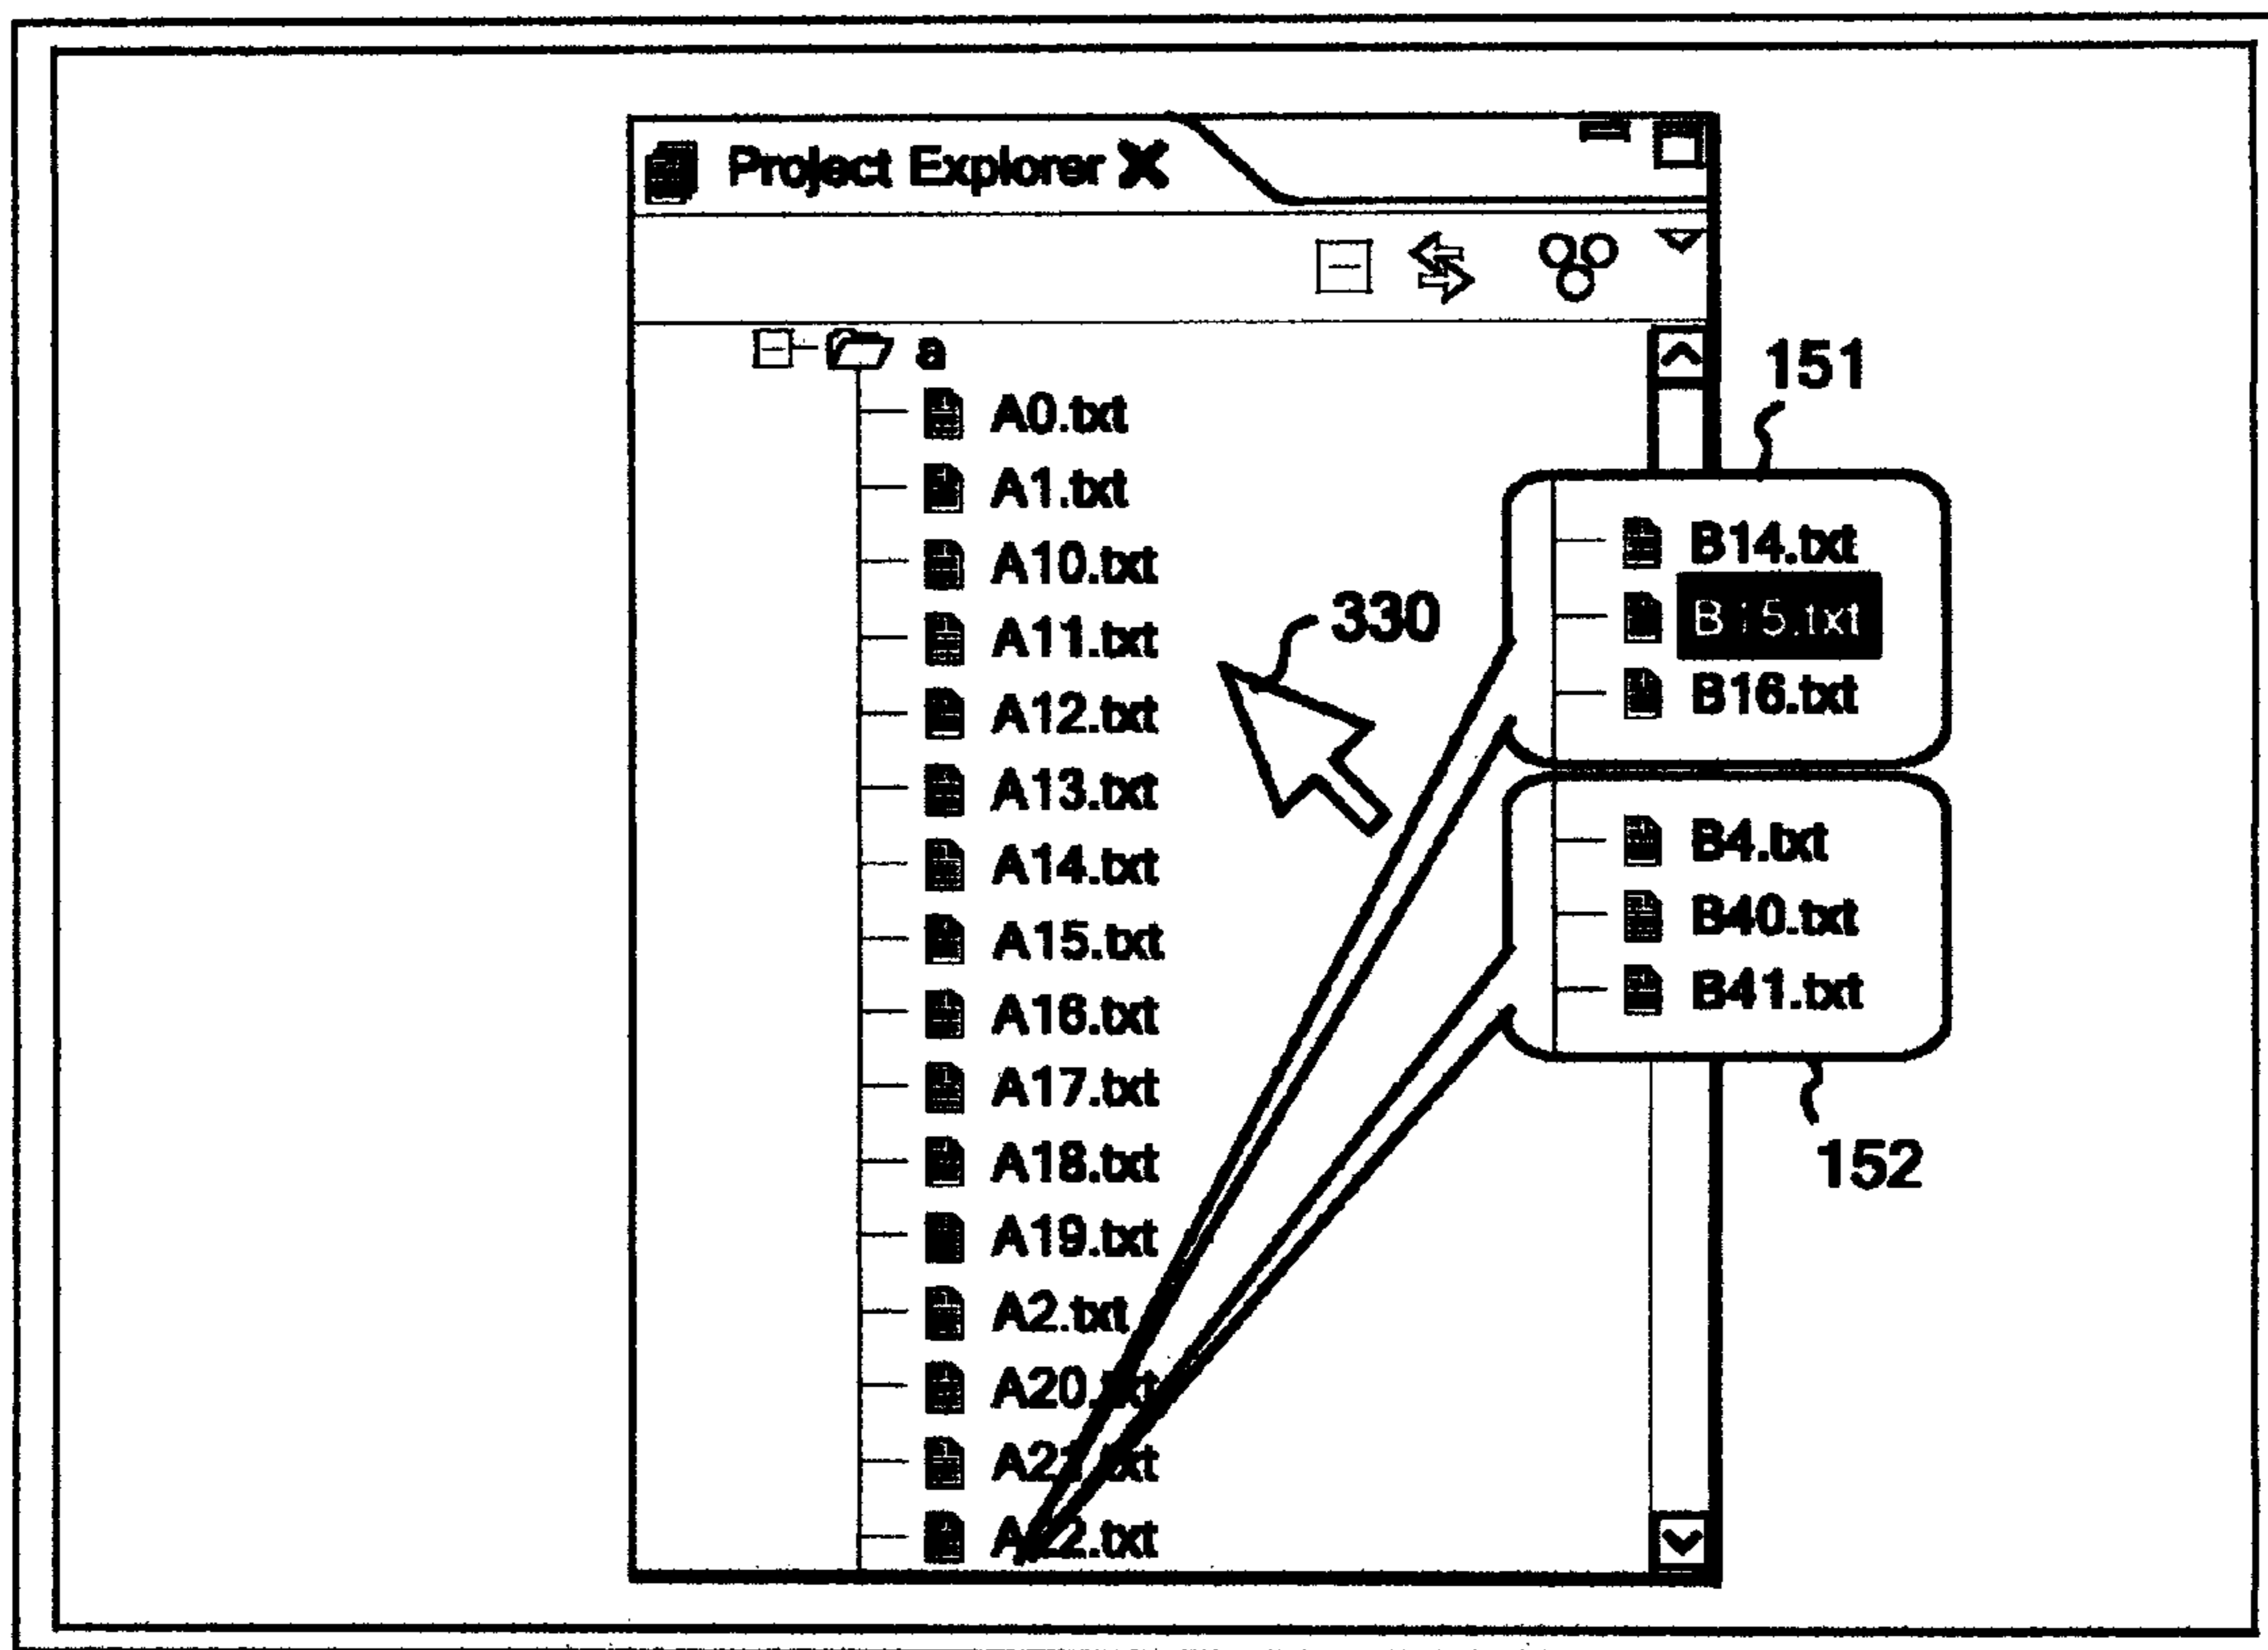 Project Explorer
a
A0.txt
A1.txt
A10.txt
A11.txt
A12.txt
A13.txt
A14.txt
A15.txt
A16.txt
A17.txt
A18.txt
A19.txt
A2.txt
A20.txt
A21.txt
A22.txt
330
151
B14.txt
B15.txt
B16.txt
B4.txt
B40.txt
B41.txt
152